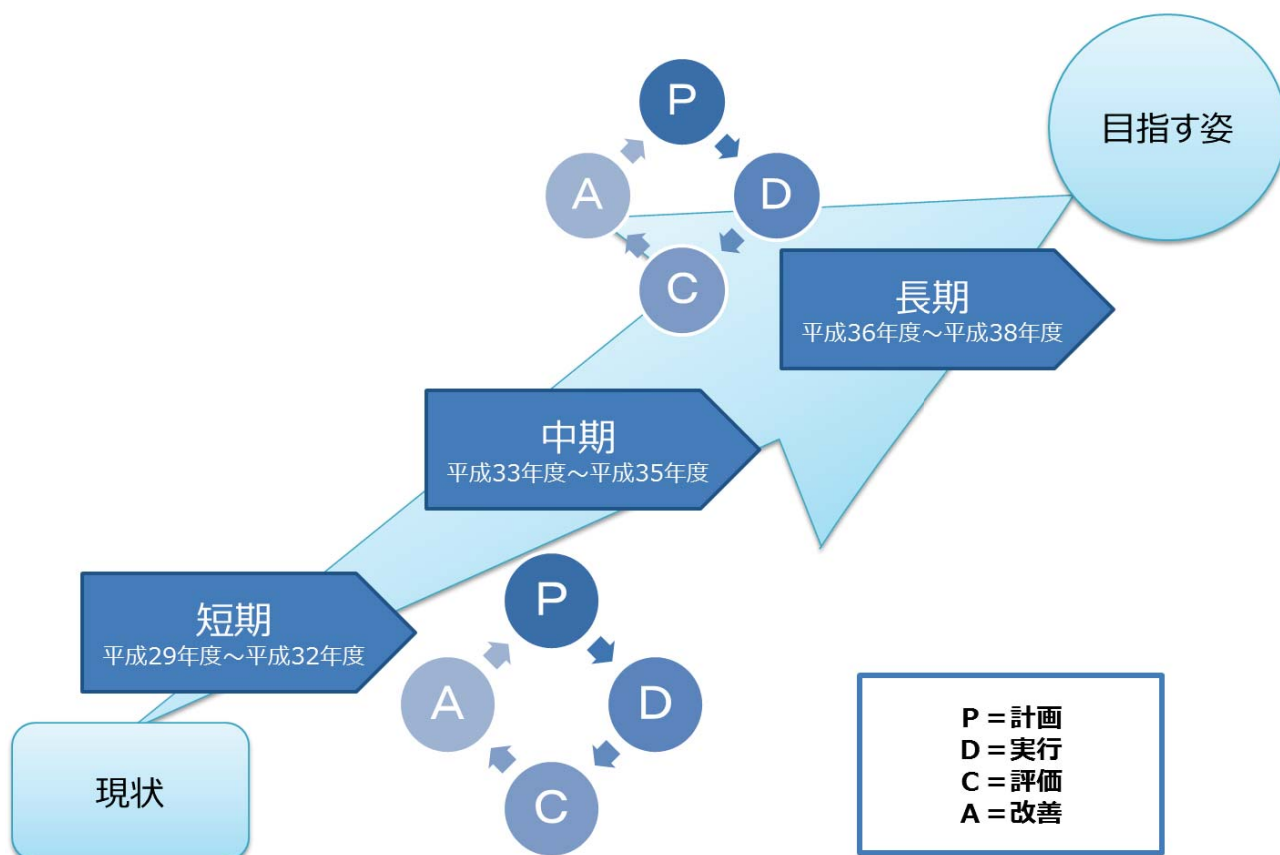 P
目指す姿
A
D
C
長期
平成36年度～平成38年度
中期
平成33年度～平成35年度
短期
平成29年度～平成32年度
P
A
D
C
現状
P＝計画
D＝実行
C＝評価
A＝改善